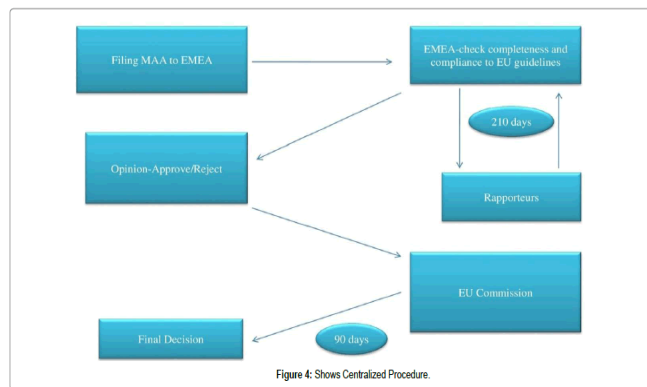 Filing MAA to EMEA
EMEA-check completeness and
compliance to EU guidelines
210 days
Opinion-Approve/Reject
Rapporteurs
EU Commission
Final Decision
90 days
Figure 4: Shows Centralized Procedure.